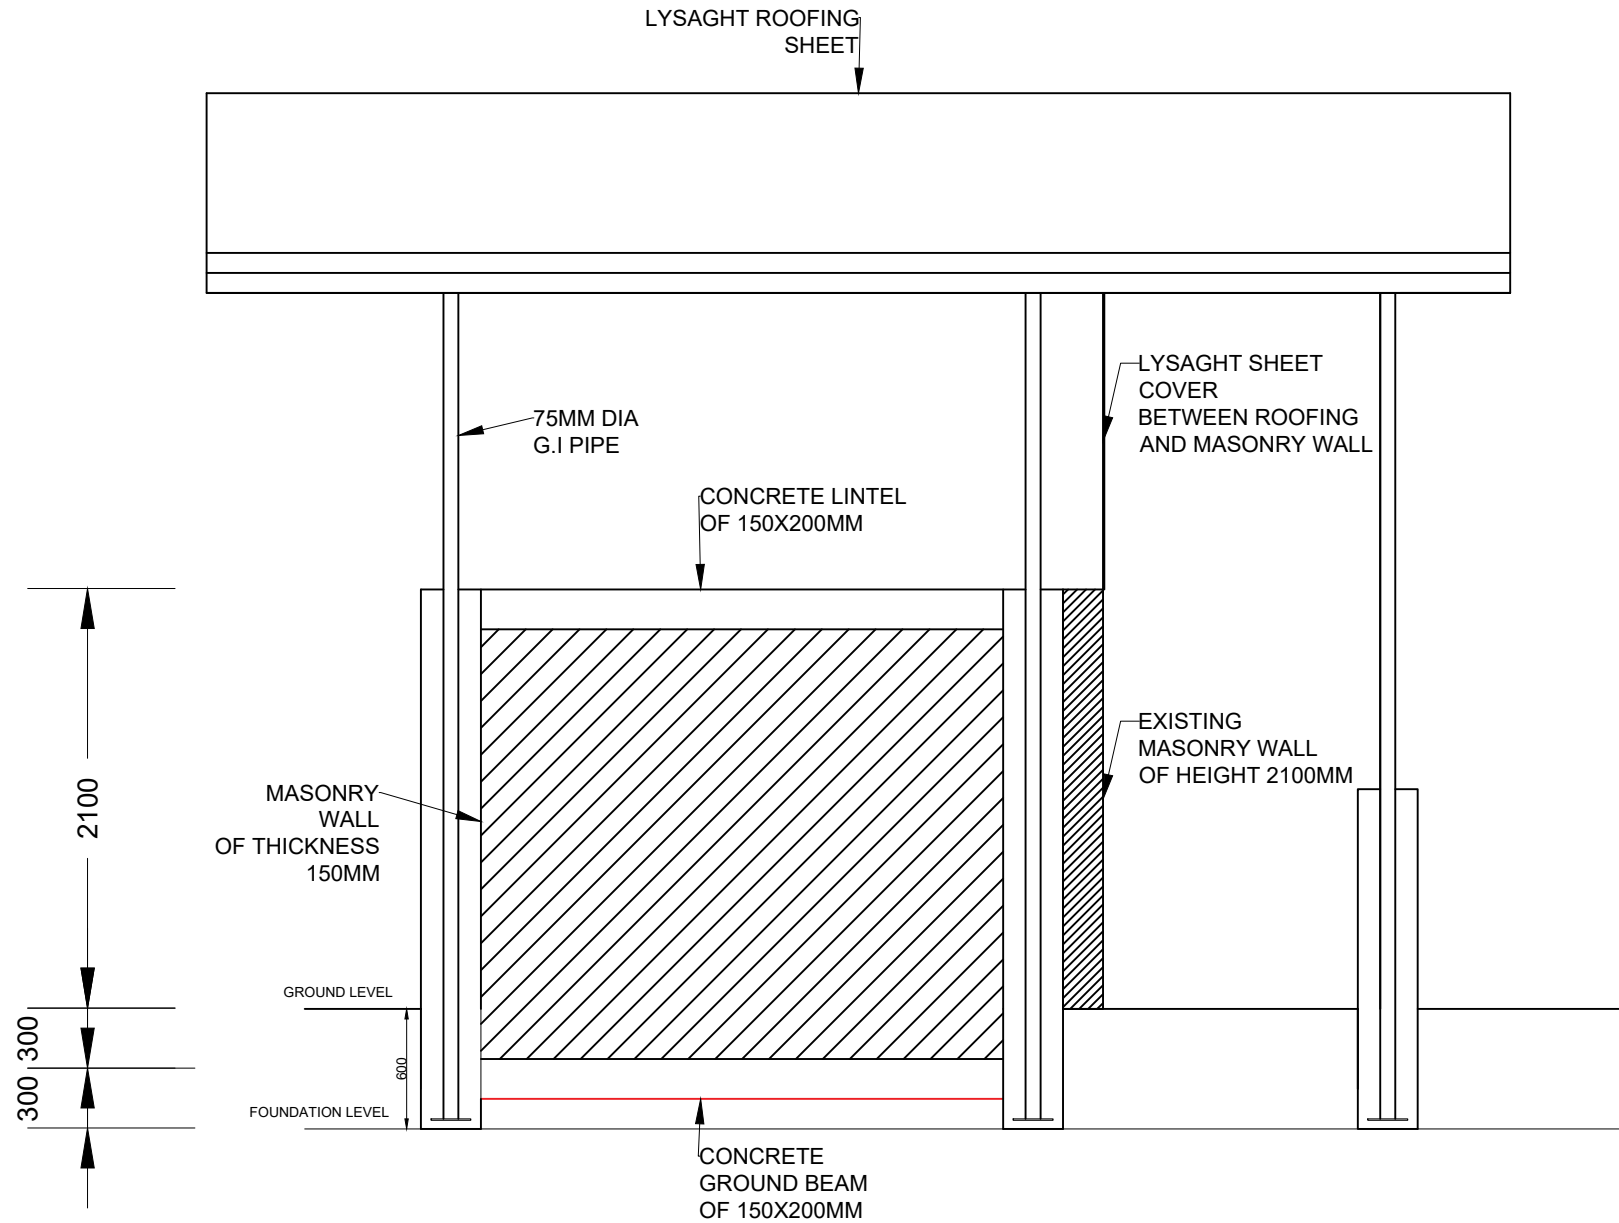 LYSAGHT ROOFING
SHEET
LYSAGHT SHEET
COVER
BETWEEN ROOFING
AND MASONRY WALL
75MM DIA
G.I PIPE
CONCRETE LINTEL
OF 150X200MM
EXISTING
MASONRY WALL
OF HEIGHT 2100MM
2100
MASONRY
WALL
OF THICKNESS
150MM
GROUND LEVEL
300
600
300
FOUNDATION LEVEL
CONCRETE
GROUND BEAM
OF 150X200MM